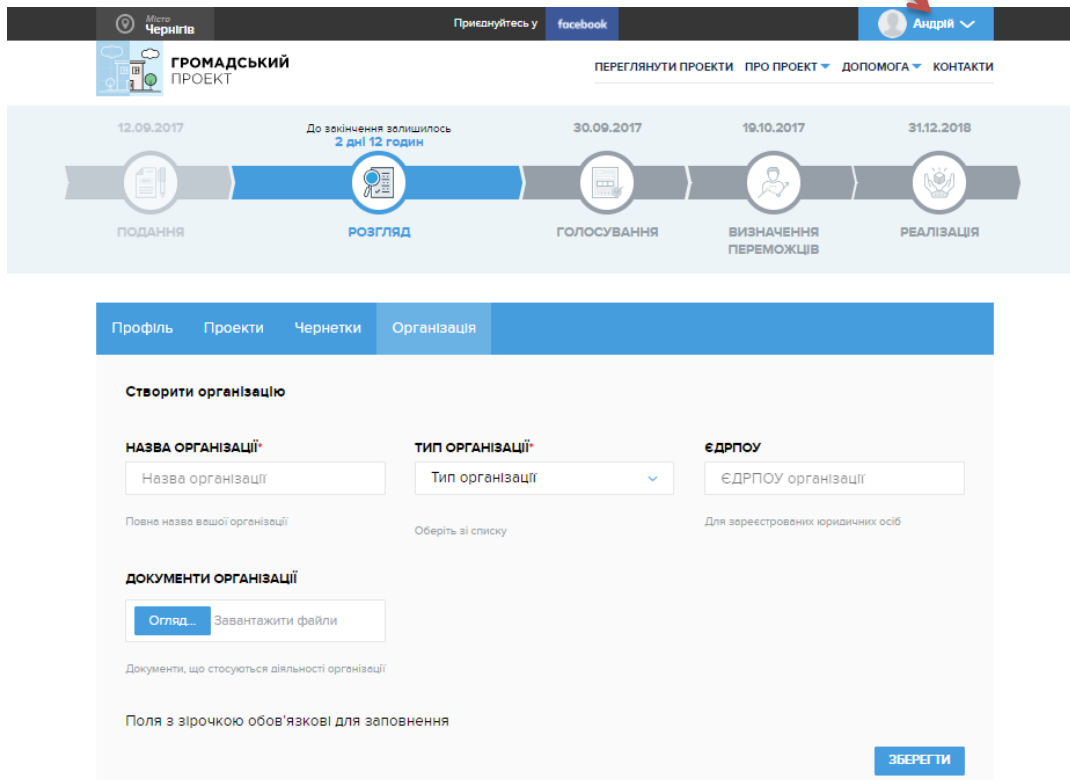 Місто
Чернігів
Приєднуйтесь у facebook
Андрій
ГРОМАДСЬКИЙ
ПРОЕКТ
ПЕРЕГЛЯНУТИ ПРОЕКТИ ПРО ПРОЕКТ ДОПОМОГА КОНТАКТИ
12.09.2017
До закінчення залишилось
2 дні 12 годин
30.09.2017
19.10.2017
31.12.2018
ПОДАННЯ
РОЗГЛЯД
ГОЛОСУВАННЯ
ВИЗНАЧЕННЯ
ПЕРЕМОЖЦІВ
РЕАЛІЗАЦІЯ
Профіль Проекти Чернетки Організація
Створити організацію
НАЗВА ОРГАНІЗАЦІЇ* ТИП ОРГАНІЗАЦІЇ* ЄДРПОУ
Назва організації Тип організації ЄДРПОУ організації
Повна назва вашої організації Оберіть зі списку Для зареєстрованих юридичних осіб
ДОКУМЕНТИ ОРГАНІЗАЦІЇ
Огляд... Завантажити файли
Документи, що стосуються діяльності організації
Поля з зірочкою обов'язкові для заповнення
ЗБЕРЕГТИ